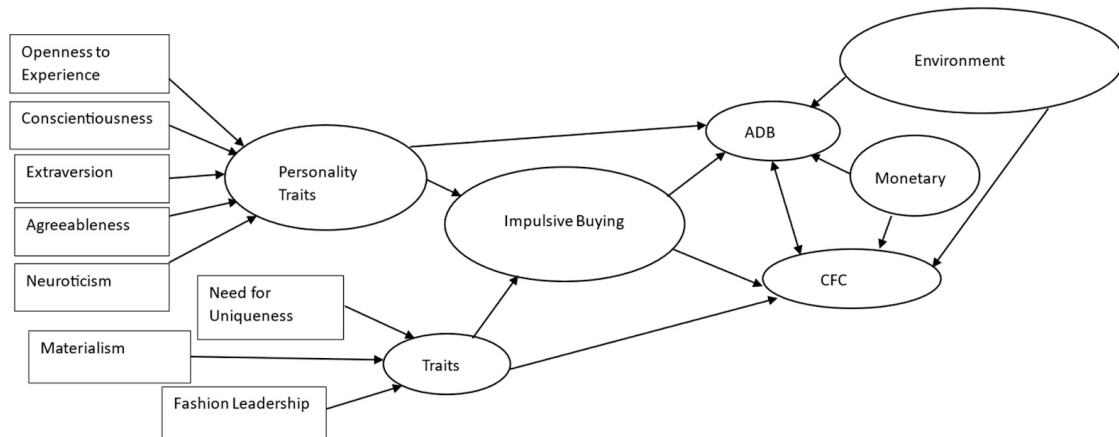 Openness to
Experience
Conscientiousness
Extraversion
Agreeableness
Neuroticism
Personality
Traits
Impulsive Buying
ADB
Environment
Monetary
CFC
Need for
Uniqueness
Materialism
Traits
Fashion Leadership